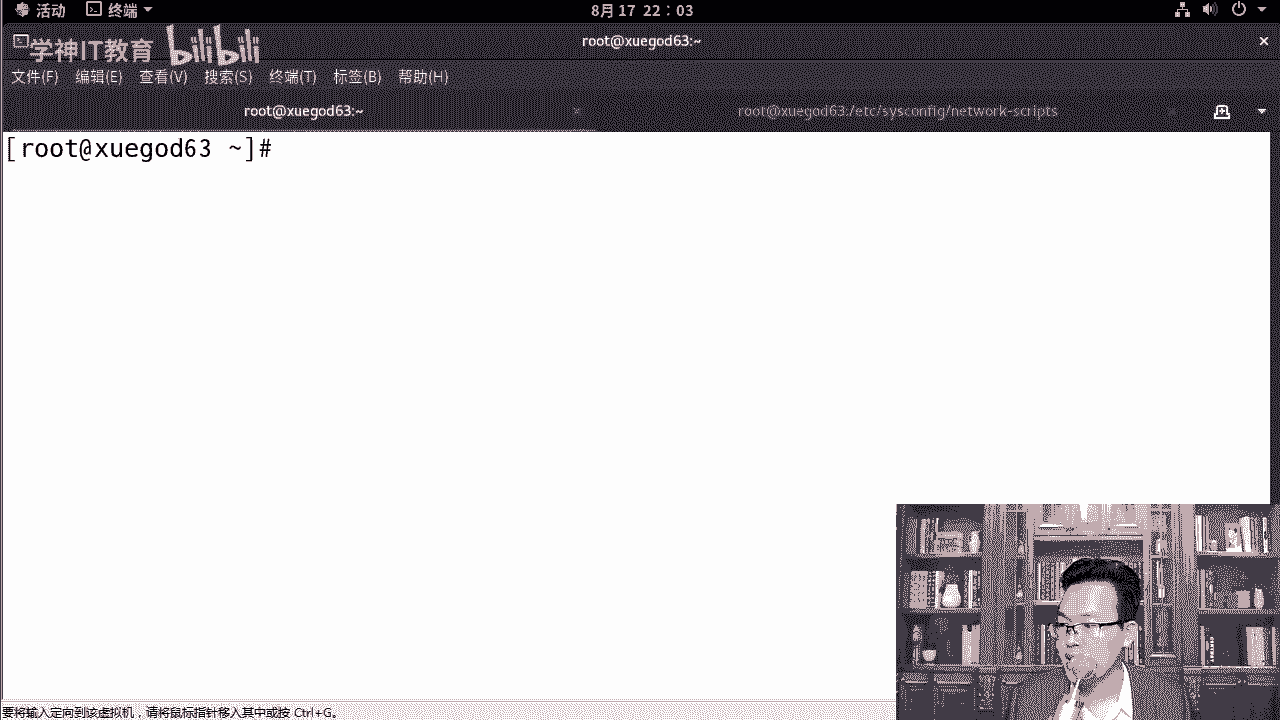 活动 终端 8月 17 22：03
学神IT教育 bilibili root@xuegod63:~ ×
文件(F) 编辑(E) 查看(V) 搜索(S) 终端(T) 标签(B) 帮助(H)
root@xuegod63:~ × root@xuegod63:/etc/sysconfig/network-scripts ×
[root@xuegod63 ~]#
要将输入定向到该虚拟机，请将鼠标指针移入其中或按 Ctrl+G。